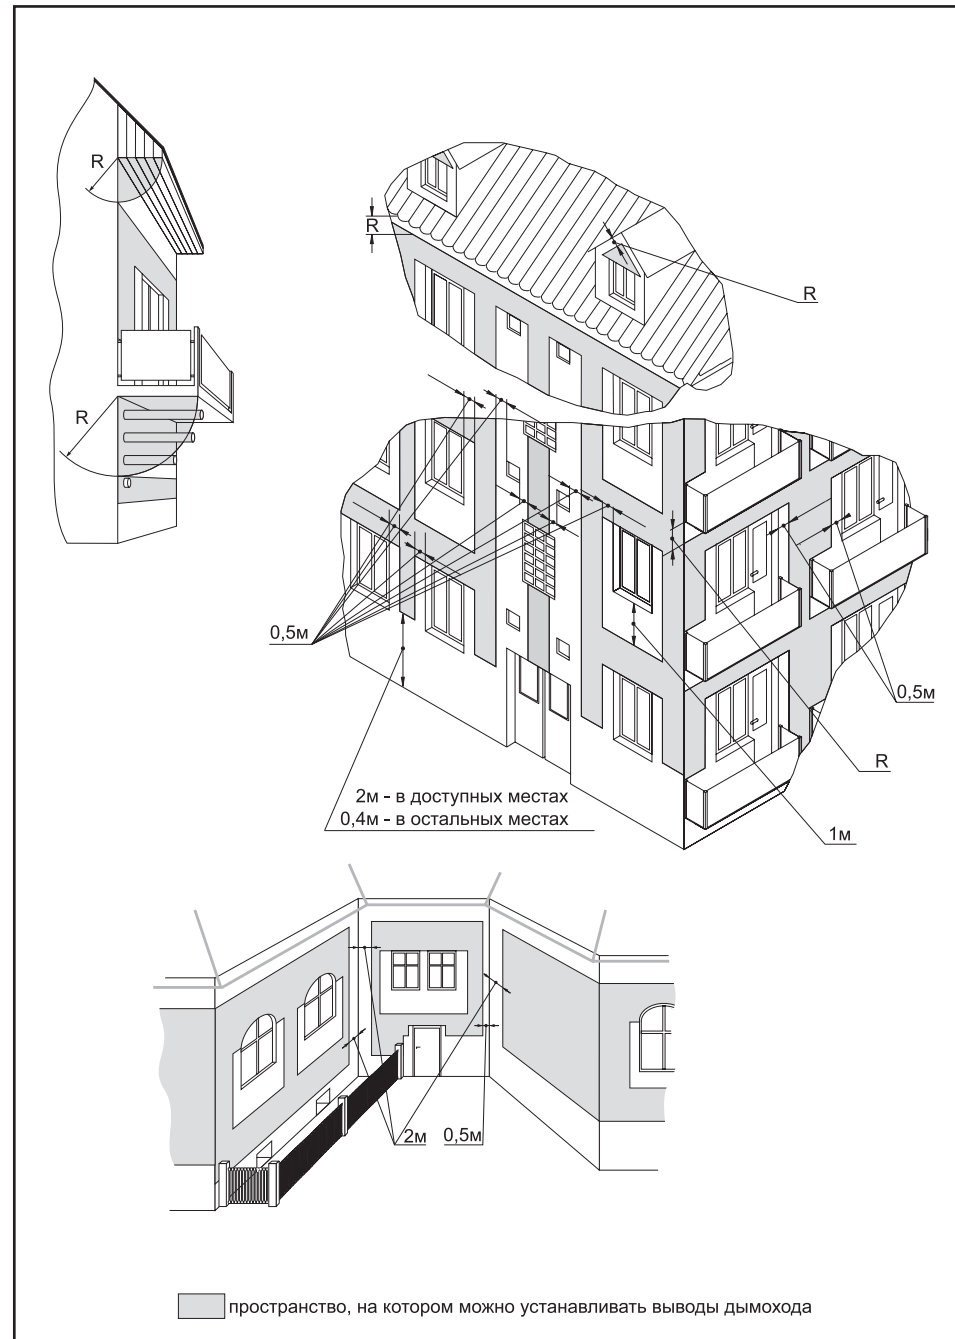 R
R
R
R
0,5м
0,5м
R
2м - в доступных местах
0,4м - в остальных местах
1м
2м
0,5м
пространство, на котором можно устанавливать выводы дымохода